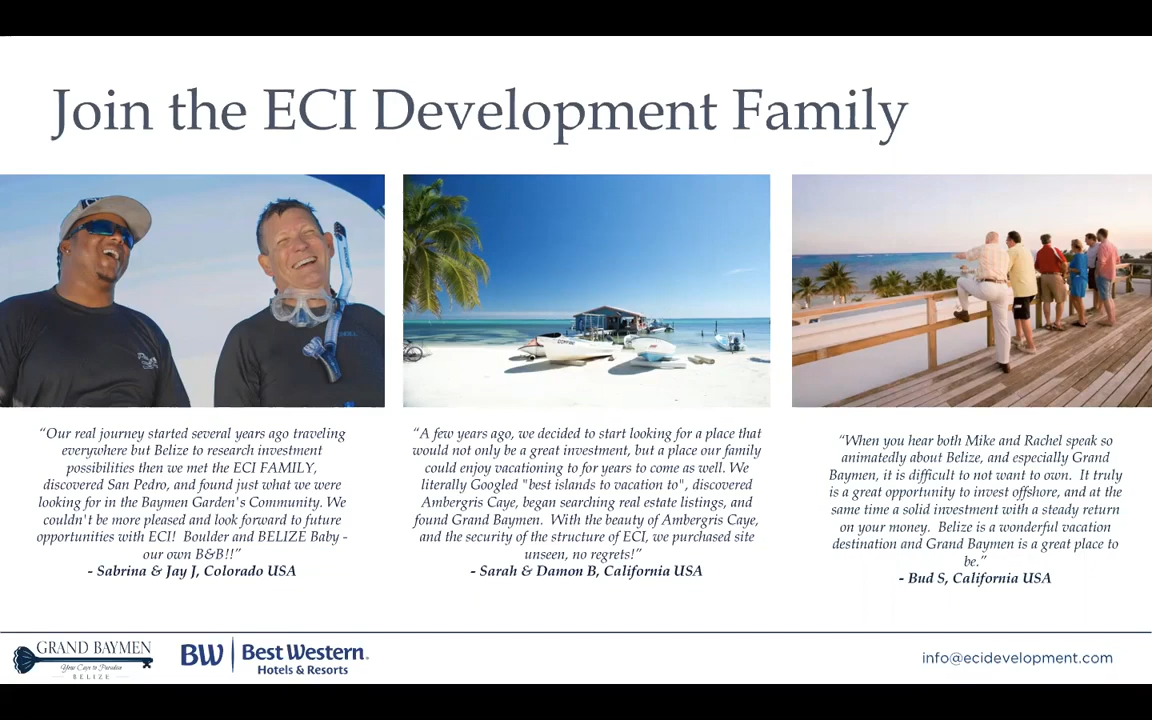 Join the ECI Development Family
“Our real journey started several years ago traveling
everywhere but Belize to research investment
possibilities then we met the ECI FAMILY,
discovered San Pedro, and found just what we were
looking for in the Baymen Garden's Community. We
couldn't be more pleased and look forward to future
opportunities with ECI!  Boulder and BELIZE Baby -
our own B&B!!”
- Sabrina & Jay J, Colorado USA
“A few years ago, we decided to start looking for a place that
would not only be a great investment, but a place our family
could enjoy vacationing to for years to come as well. We
literally Googled "best islands to vacation to", discovered
Ambergris Caye, began searching real estate listings, and
found Grand Baymen.  With the beauty of Ambergris Caye,
and the security of the structure of ECI, we purchased site
unseen, no regrets!”
- Sarah & Damon B, California USA
“When you hear both Mike and Rachel speak so
animatedly about Belize, and especially Grand
Baymen, it is difficult to not want to own.  It truly
is a great opportunity to invest offshore, and at the
same time a solid investment with a steady return
on your money.  Belize is a wonderful vacation
destination and Grand Baymen is a great place to
be.”
- Bud S, California USA
GRAND BAYMEN
Your Caye to Paradise
BELIZE
BW
Best Western.
Hotels & Resorts
info@ecidevelopment.com